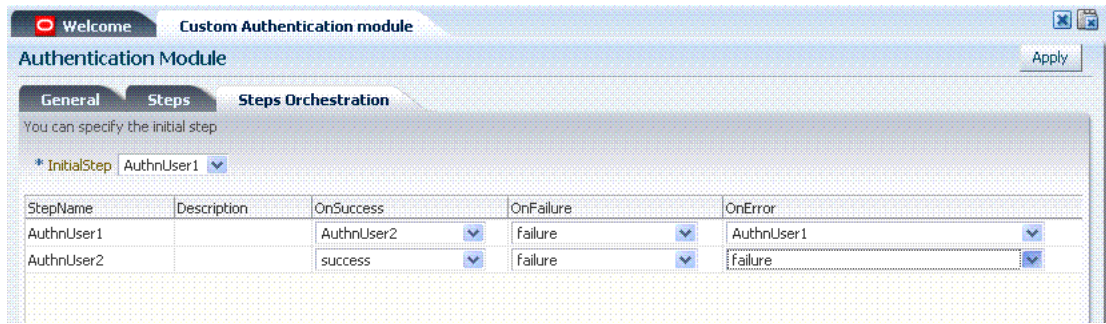 Welcome Custom Authentication module
Authentication Module Apply
General Steps Steps Orchestration
You can specify the initial step
* InitialStep AuthnUser1
StepName Description OnSuccess OnFailure OnError
AuthnUser1 AuthnUser2 failure AuthnUser1
AuthnUser2 success failure failure